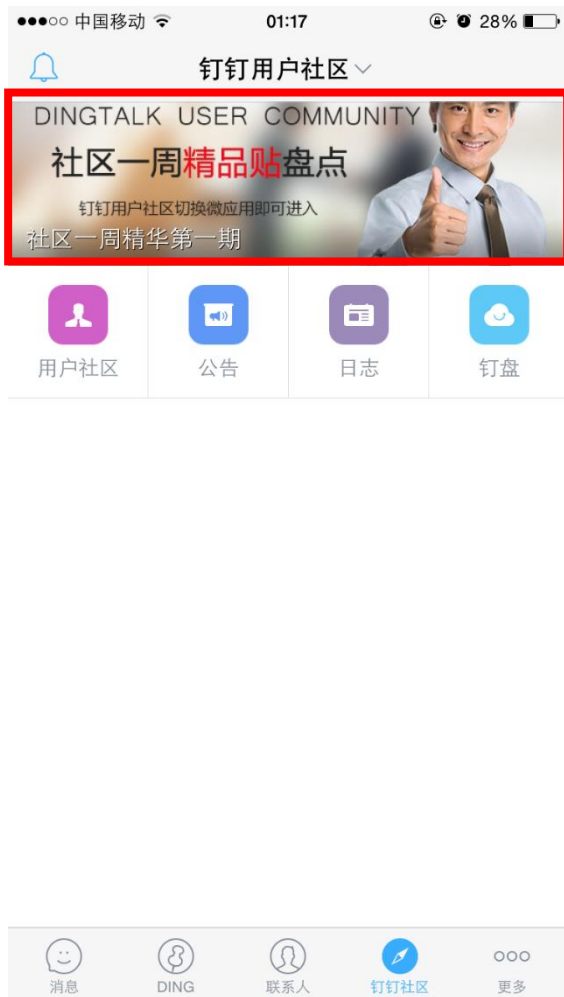 中国移动 01:17 28%
钉钉用户社区
DINGTALK USER COMMUNITY
社区一周精品贴盘点
钉钉用户社区切换微应用即可进入
社区一周精华第一期
用户社区 公告 日志 钉盘
消息 DING 联系人 钉钉社区 更多